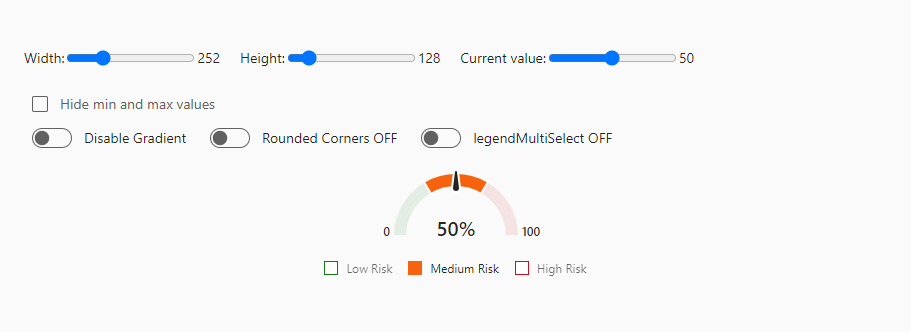 Width: 252 Height: 128 Current value: 50
Hide min and max values
Disable Gradient Rounded Corners OFF legendMultiSelect OFF
0 50% 100
Low Risk Medium Risk High Risk